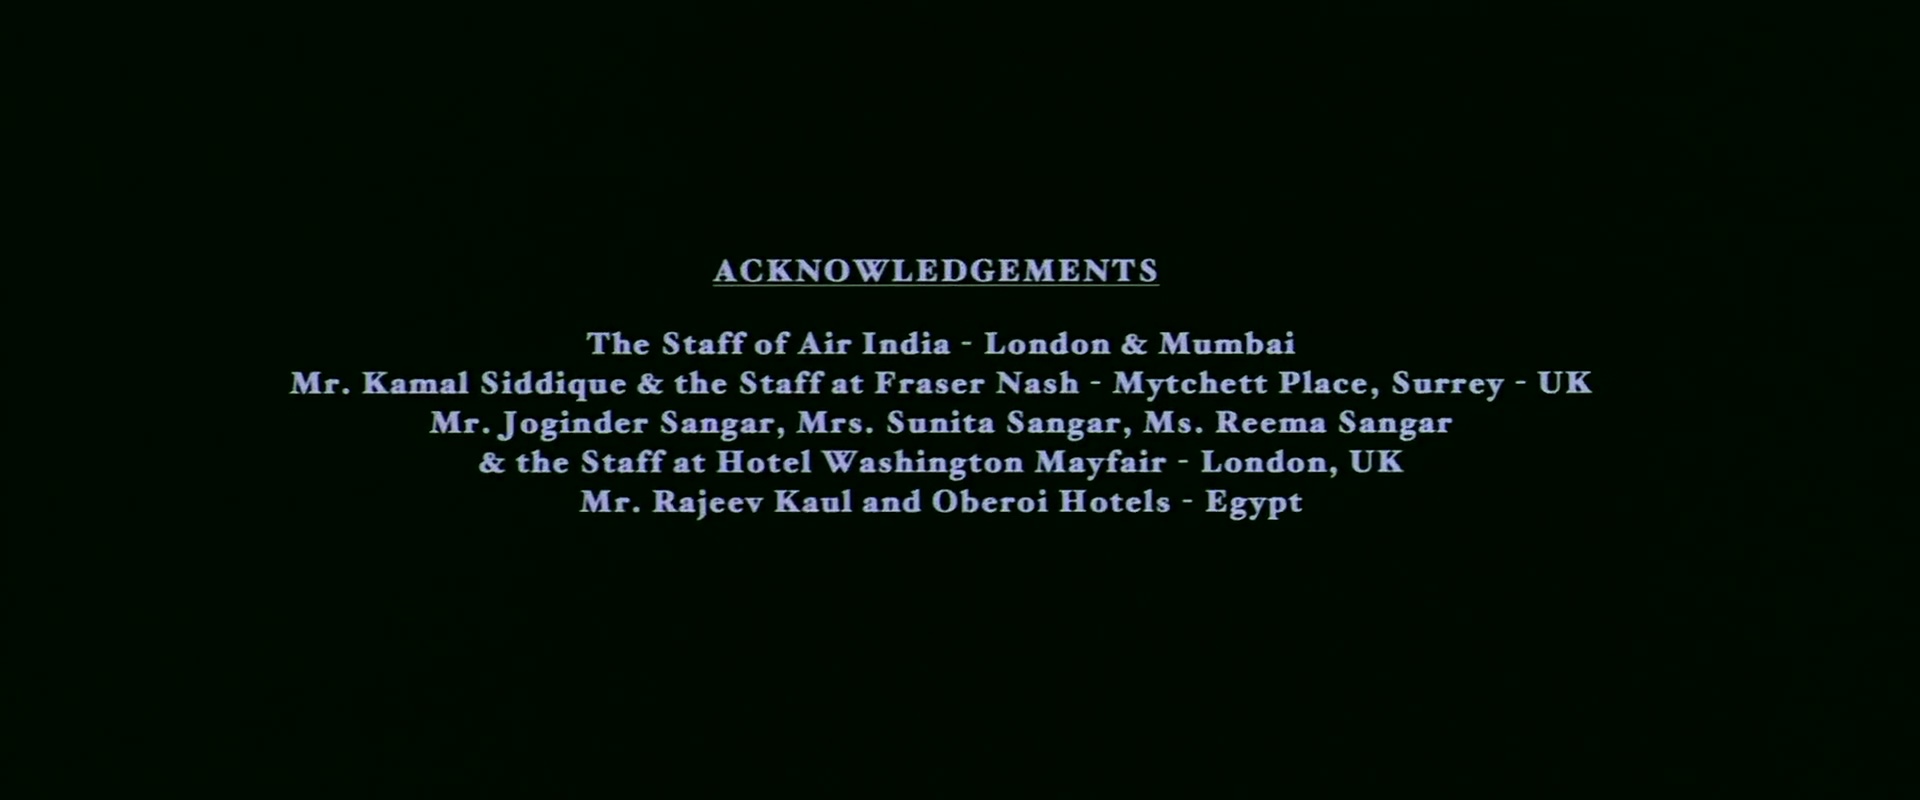 ACKNOWLEDGEMENTS
The Staff of Air India - London & Mumbai
Mr. Kamal Siddique & the Staff at Fraser Nash - Mytchett Place, Surrey - UK
Mr. Joginder Sangar, Mrs. Sunita Sangar, Ms. Reema Sangar
& the Staff at Hotel Washington Mayfair - London, UK
Mr. Rajeev Kaul and Oberoi Hotels - Egypt